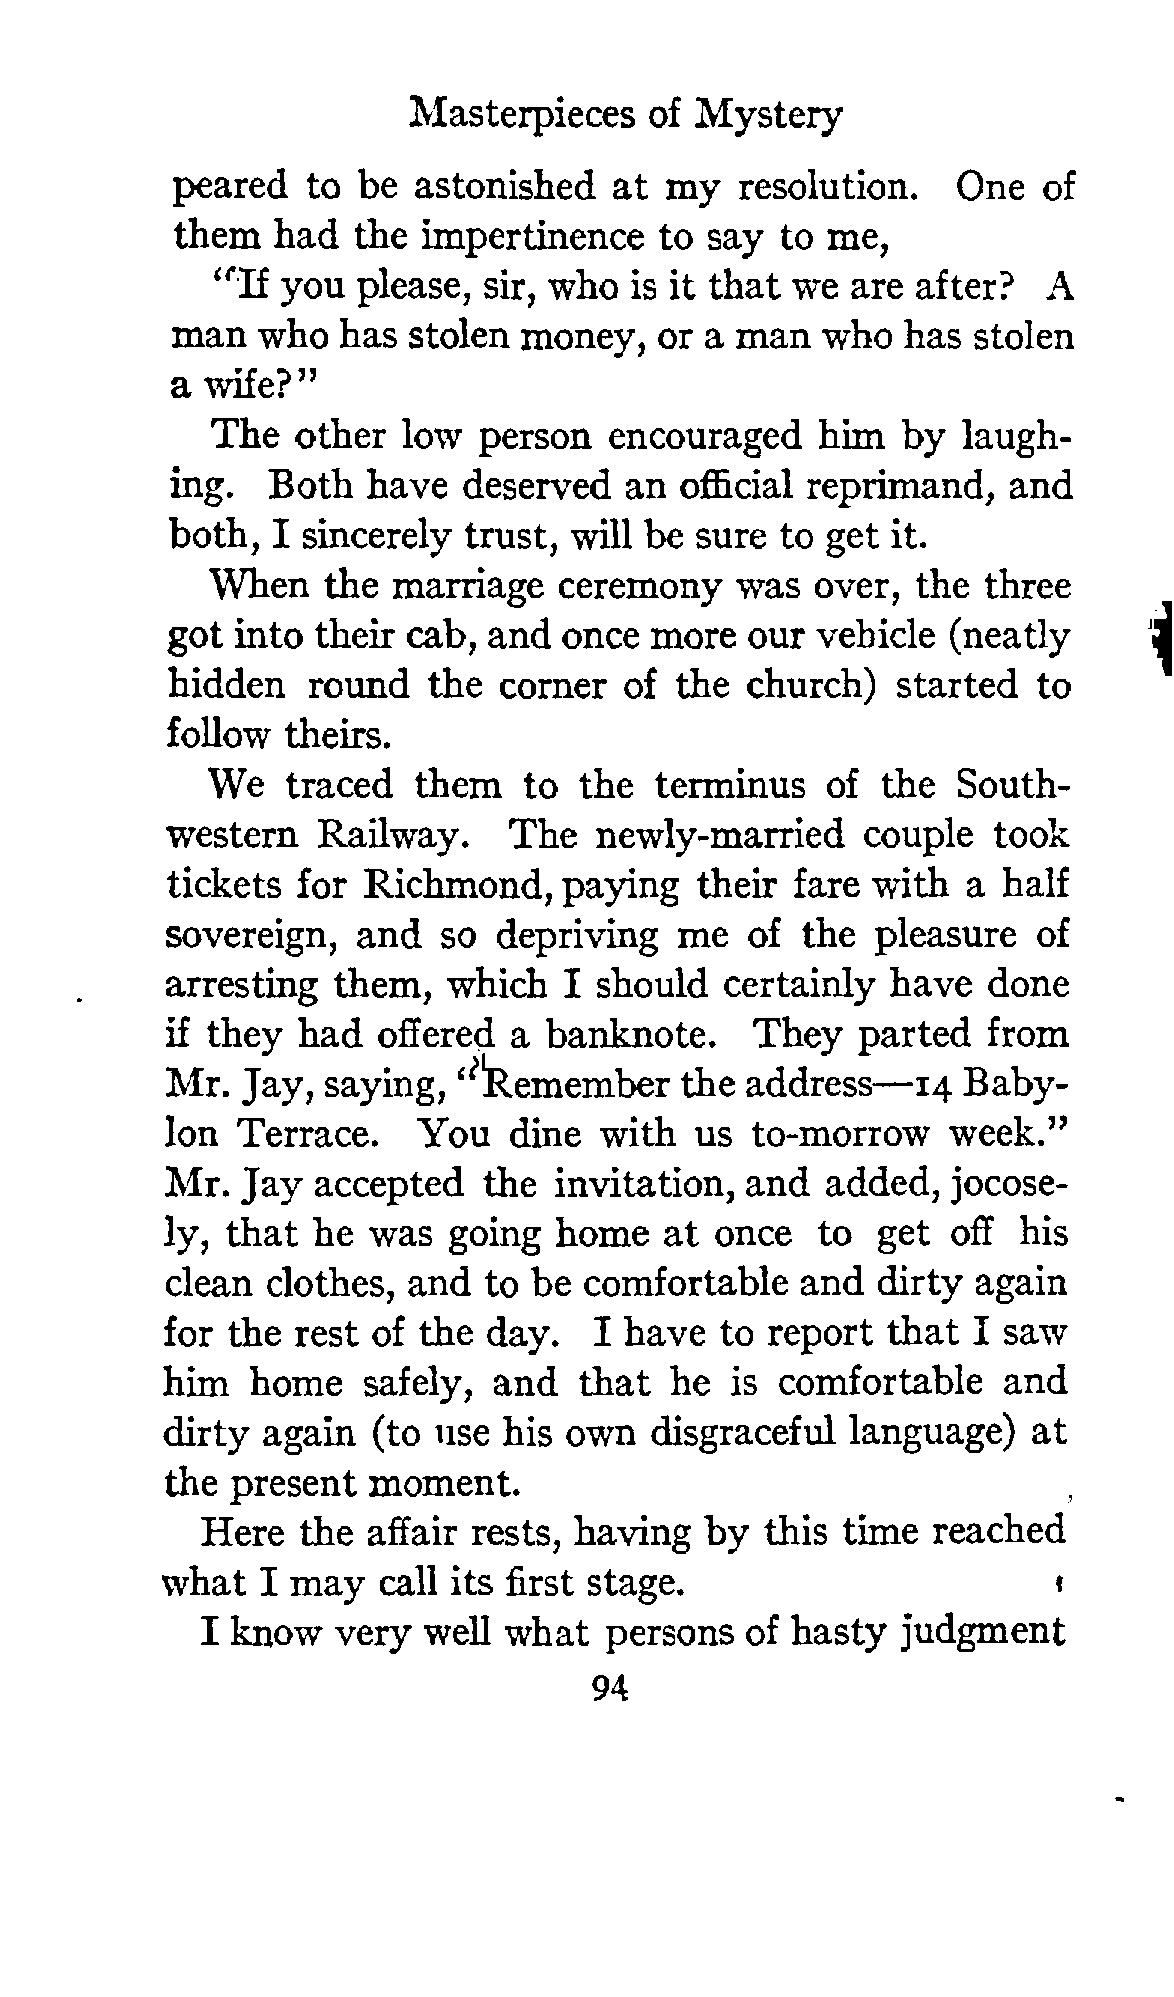 Masterpieces of Mystery
peared to be astonished at my resolution. One of
them had the impertinence to say to me,
"If you please, sir, who is it that we are after? A
man who has stolen money, or a man who has stolen
a wife?"
The other low person encouraged him by laugh-
ing. Both have deserved an official reprimand, and
both, I sincerely trust, will be sure to get it.
When the marriage ceremony was over, the three
got into their cab, and once more our vehicle (neatly
hidden round the corner of the church) started to
follow theirs.
We traced them to the terminus of the South-
western Railway. The newly-married couple took
tickets for Richmond, paying their fare with a half
sovereign, and so depriving me of the pleasure of
arresting them, which I should certainly have done
if they had offered a banknote. They parted from
Mr. Jay, saying, "Remember the address—14 Baby-
lon Terrace. You dine with us to-morrow week."
Mr. Jay accepted the invitation, and added, jocose-
ly, that he was going home at once to get off his
clean clothes, and to be comfortable and dirty again
for the rest of the day. I have to report that I saw
him home safely, and that he is comfortable and
dirty again (to use his own disgraceful language) at
the present moment.
Here the affair rests, having by this time reached
what I may call its first stage.
I know very well what persons of hasty judgment
94